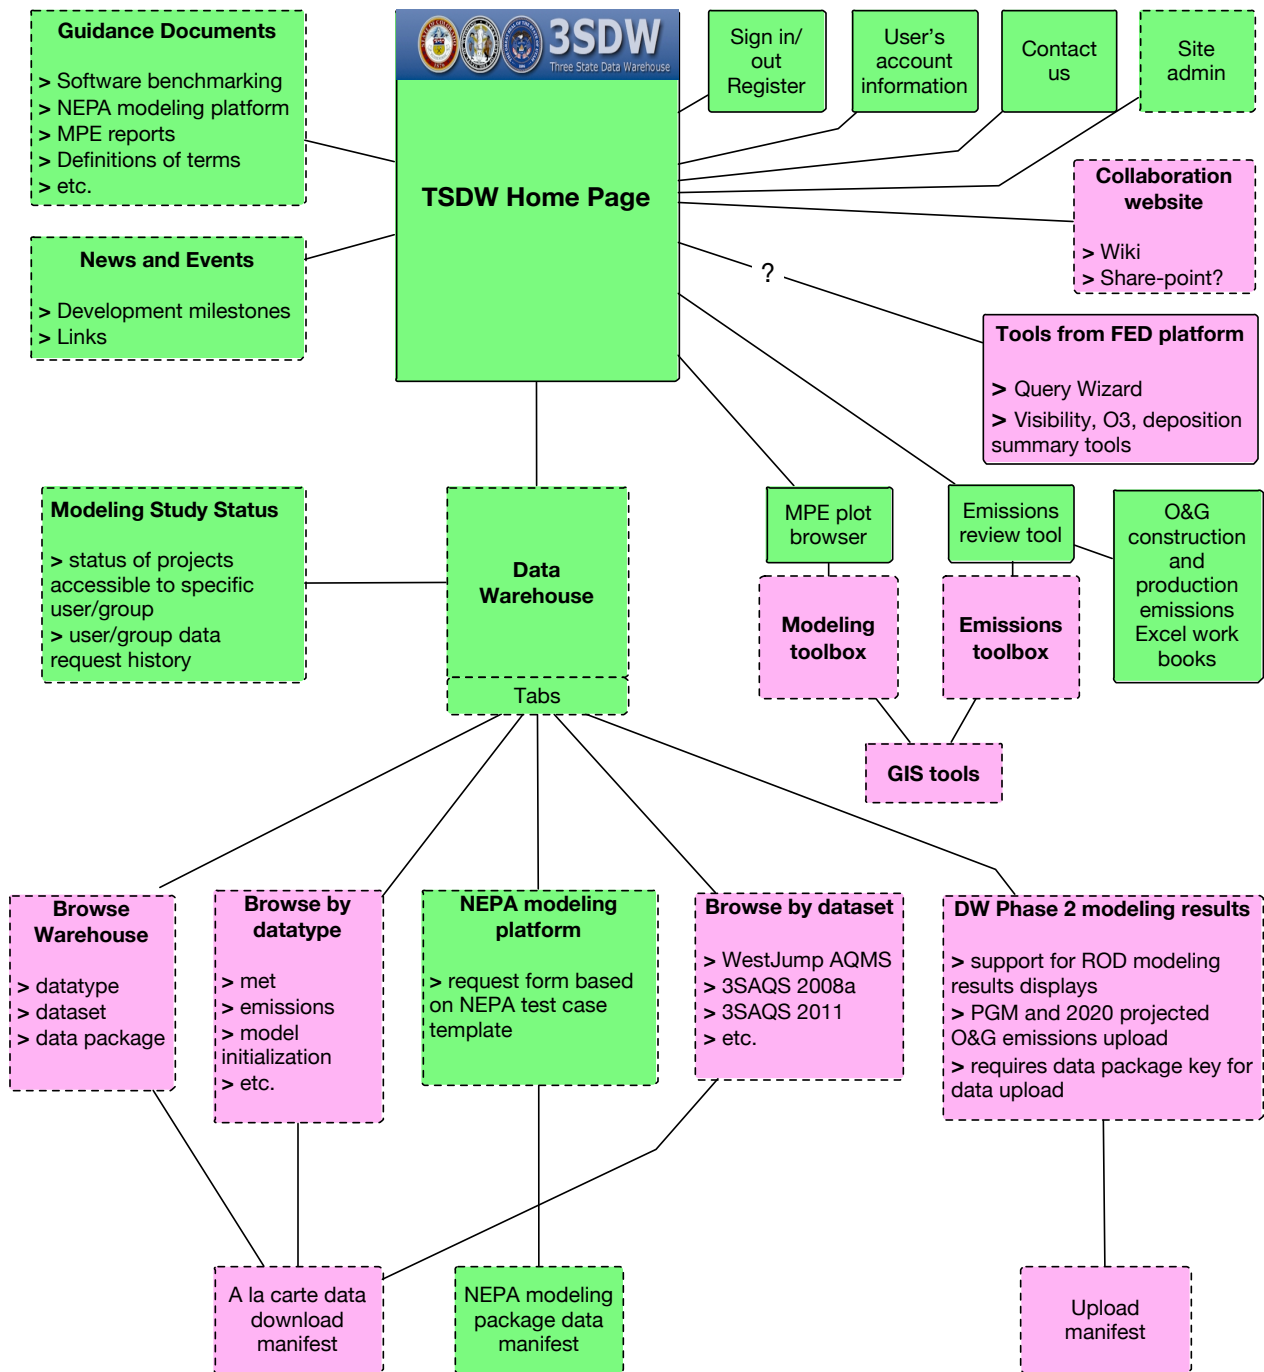 Guidance Documents
> Software benchmarking
> NEPA modeling platform
> MPE reports
> Definitions of terms
> etc.
3SDW
Three State Data Warehouse
TSDW Home Page
Sign in/
out
Register
User's
account
information
Contact
us
Site
admin
Collaboration
website
> Wiki
> Share-point?
News and Events
> Development milestones
> Links
?
Tools from FED platform
> Query Wizard
> Visibility, O3, deposition
summary tools
Modeling Study Status
> status of projects
accessible to specific
user/group
> user/group data
request history
Data
Warehouse
Tabs
MPE plot
browser
Emissions
review tool
O&G
construction
and
production
emissions
Excel work
books
Modeling
toolbox
Emissions
toolbox
GIS tools
Browse
Warehouse
> datatype
> dataset
> data package
Browse by
datatype
> met
> emissions
> model
initialization
> etc.
NEPA modeling
platform
> request form based
on NEPA test case
template
Browse by dataset
> WestJump AQMS
> 3SAQS 2008a
> 3SAQS 2011
> etc.
DW Phase 2 modeling results
> support for ROD modeling
results displays
> PGM and 2020 projected
O&G emissions upload
> requires data package key for
data upload
A la carte data
download
manifest
NEPA modeling
package data
manifest
Upload
manifest